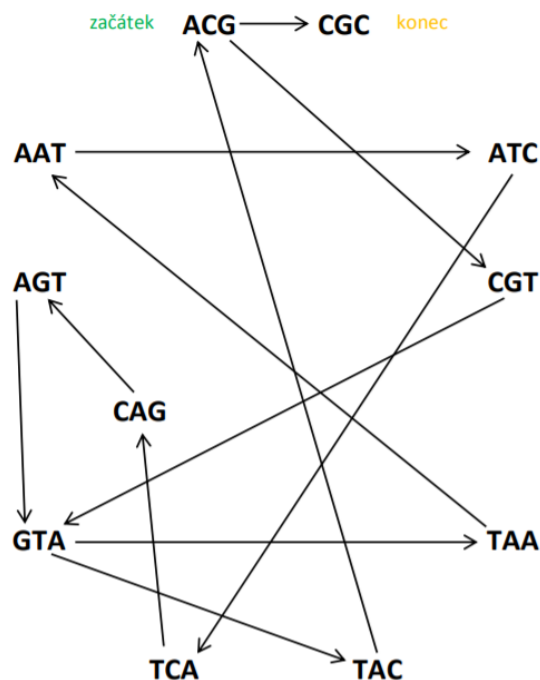 začátek ACG CGC konec
AAT ATC
AGT CGT
CAG
GTA TAA
TCA TAC